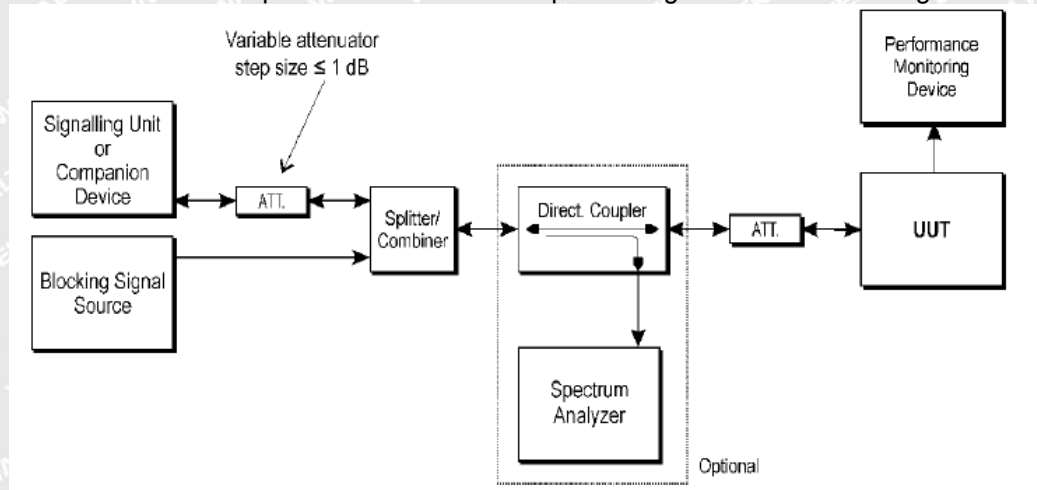 Variable attenuator
step size ≤ 1 dB
Signalling Unit
or
Companion
Device
ATT.
Splitter/
Combiner
Blocking Signal
Source
Direct. Coupler
Spectrum
Analyzer
Optional
ATT.
Performance
Monitoring
Device
UUT